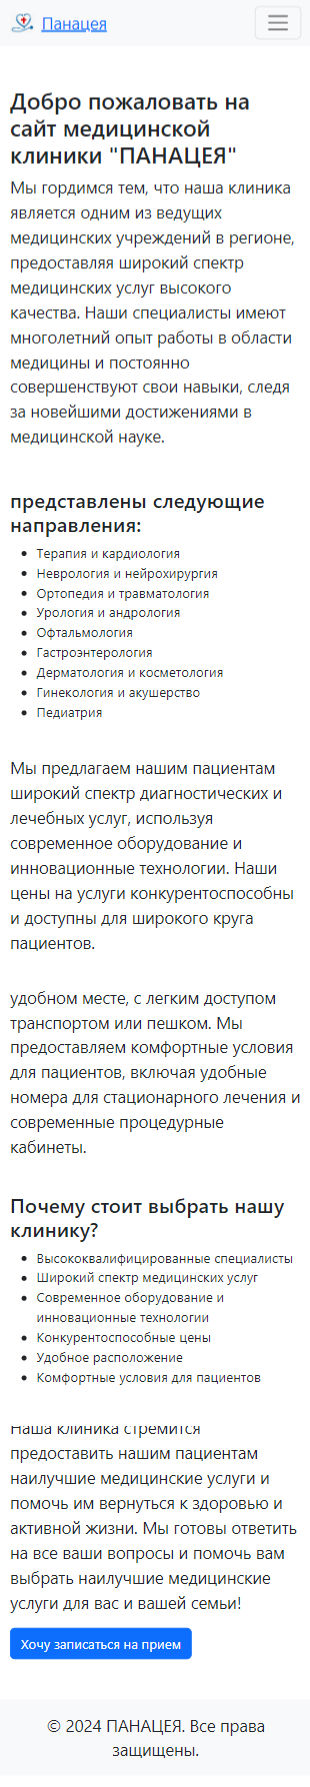 Панацея
Добро пожаловать на
сайт медицинской
клиники "ПАНАЦЕЯ"
Мы гордимся тем, что наша клиника
является одним из ведущих
медицинских учреждений в регионе,
предоставляя широкий спектр
медицинских услуг высокого
качества. Наши специалисты имеют
многолетний опыт работы в области
медицины и постоянно
совершенствуют свои навыки, следя
за новейшими достижениями в
медицинской науке.
представлены следующие
направления:
Терапия и кардиология
Неврология и нейрохирургия
Ортопедия и травматология
Урология и андрология
Офтальмология
Гастроэнтерология
Дерматология и косметология
Гинекология и акушерство
Педиатрия
Мы предлагаем нашим пациентам
широкий спектр диагностических и
лечебных услуг, используя
современное оборудование и
инновационные технологии. Наши
цены на услуги конкурентоспособны
и доступны для широкого круга
пациентов.
удобном месте, с легким доступом
транспортом или пешком. Мы
предоставляем комфортные условия
для пациентов, включая удобные
номера для стационарного лечения и
современные процедурные
кабинеты.
Почему стоит выбрать нашу
клинику?
Высококвалифицированные специалисты
Широкий спектр медицинских услуг
Современное оборудование и
инновационные технологии
Конкурентоспособные цены
Удобное расположение
Комфортные условия для пациентов
Наша клиника стремится
предоставить нашим пациентам
наилучшие медицинские услуги и
помочь им вернуться к здоровью и
активной жизни. Мы готовы ответить
на все ваши вопросы и помочь вам
выбрать наилучшие медицинские
услуги для вас и вашей семьи!
Хочу записаться на прием
© 2024 ПАНАЦЕЯ. Все права
защищены.